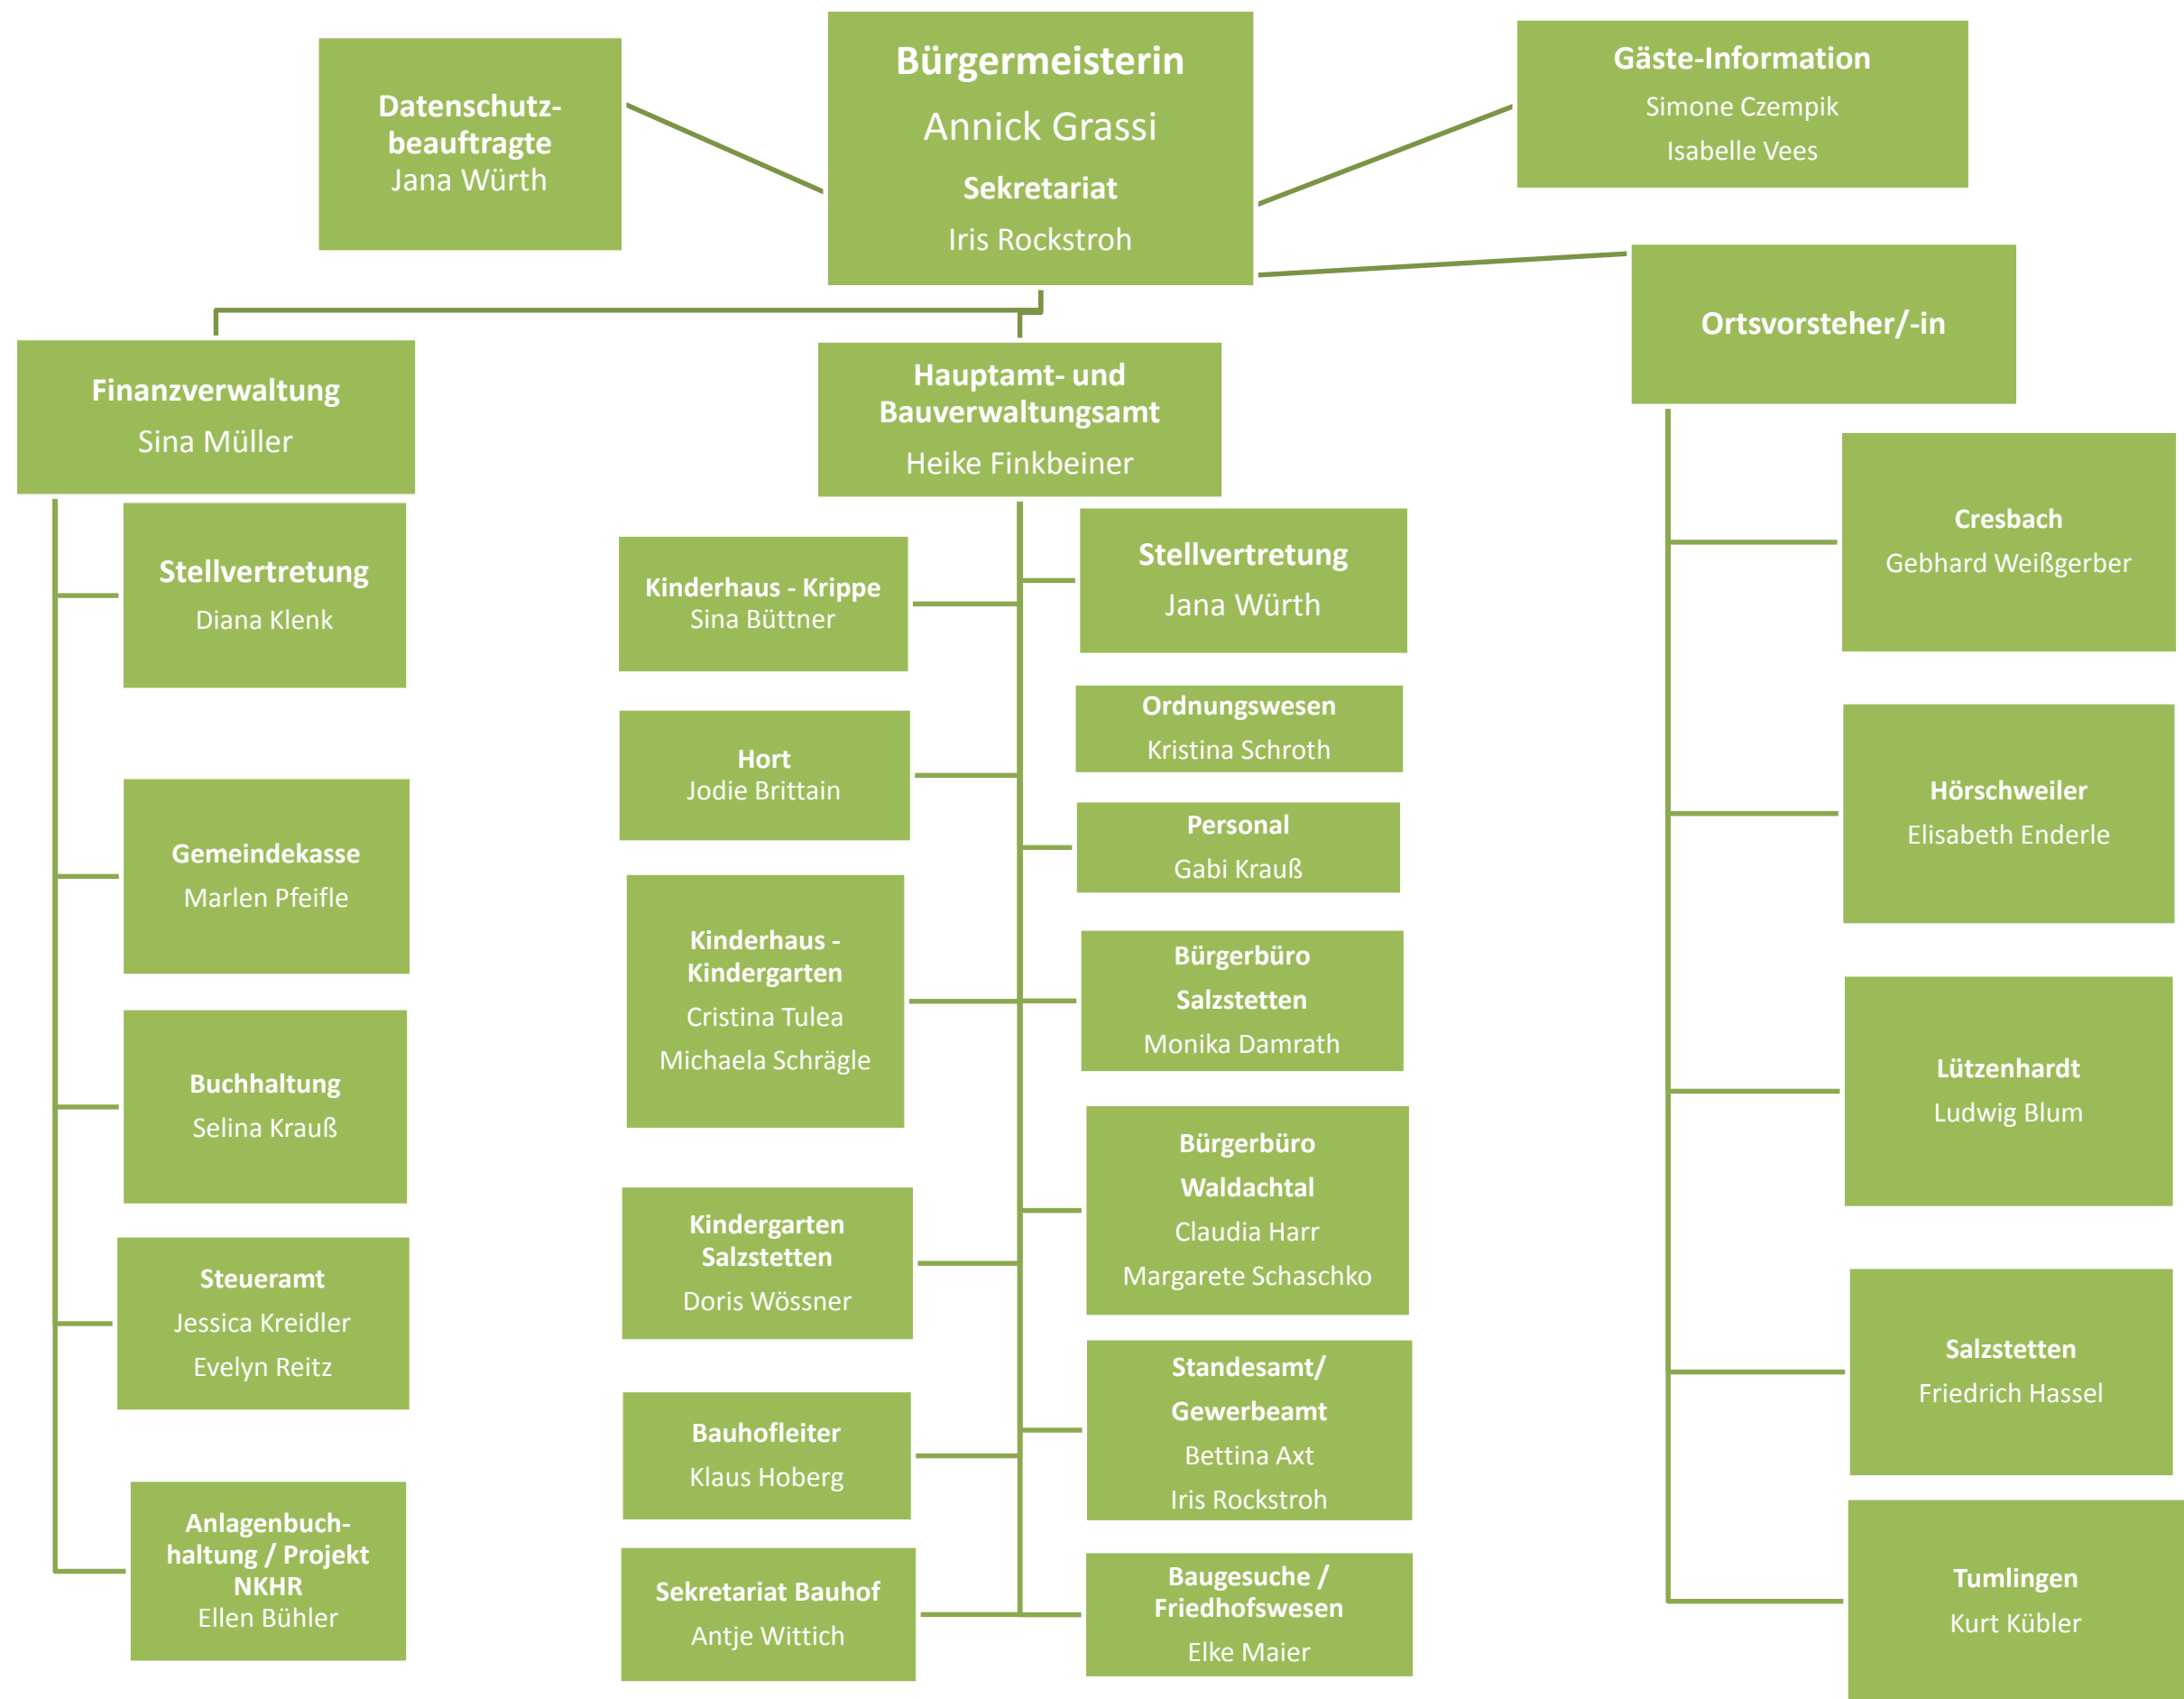 Bürgermeisterin
Annick Grassi
Sekretariat
Iris Rockstroh
Datenschutz-
beauftragte
Jana Würth
Gäste-Information
Simone Czempik
Isabelle Vees
Ortsvorsteher/-in
Finanzverwaltung
Sina Müller
Hauptamt- und
Bauverwaltungsamt
Heike Finkbeiner
Stellvertretung
Diana Klenk
Gemeindekasse
Marlen Pfeifle
Buchhaltung
Selina Krauß
Steueramt
Jessica Kreidler
Evelyn Reitz
Anlagenbuch-
haltung / Projekt
NKHR
Ellen Bühler
Kinderhaus - Krippe
Sina Büttner
Hort
Jodie Brittain
Kinderhaus -
Kindergarten
Cristina Tulea
Michaela Schrägle
Kindergarten
Salzstetten
Doris Wössner
Bauhofleiter
Klaus Hoberg
Sekretariat Bauhof
Antje Wittich
Stellvertretung
Jana Würth
Ordnungswesen
Kristina Schroth
Personal
Gabi Krauß
Bürgerbüro
Salzstetten
Monika Damrath
Bürgerbüro
Waldachtal
Claudia Harr
Margarete Schaschko
Standesamt/
Gewerbeamt
Bettina Axt
Iris Rockstroh
Baugesuche /
Friedhofswesen
Elke Maier
Cresbach
Gebhard Weißgerber
Hörschweiler
Elisabeth Enderle
Lützenhardt
Ludwig Blum
Salzstetten
Friedrich Hassel
Tumlingen
Kurt Kübler